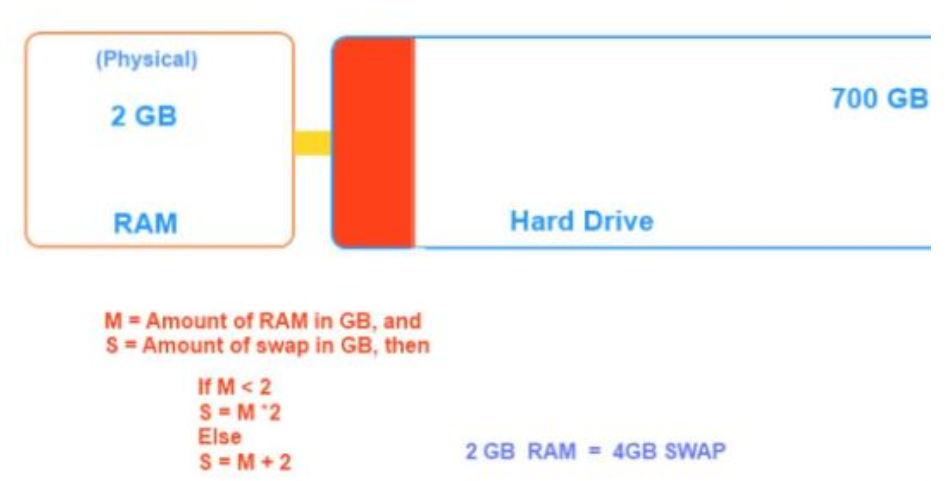 (Physical)
2 GB
700 GB
RAM
Hard Drive
M = Amount of RAM in GB, and
S = Amount of swap in GB, then
If M < 2
S = M *2
Else
S = M + 2
2 GB RAM = 4GB SWAP